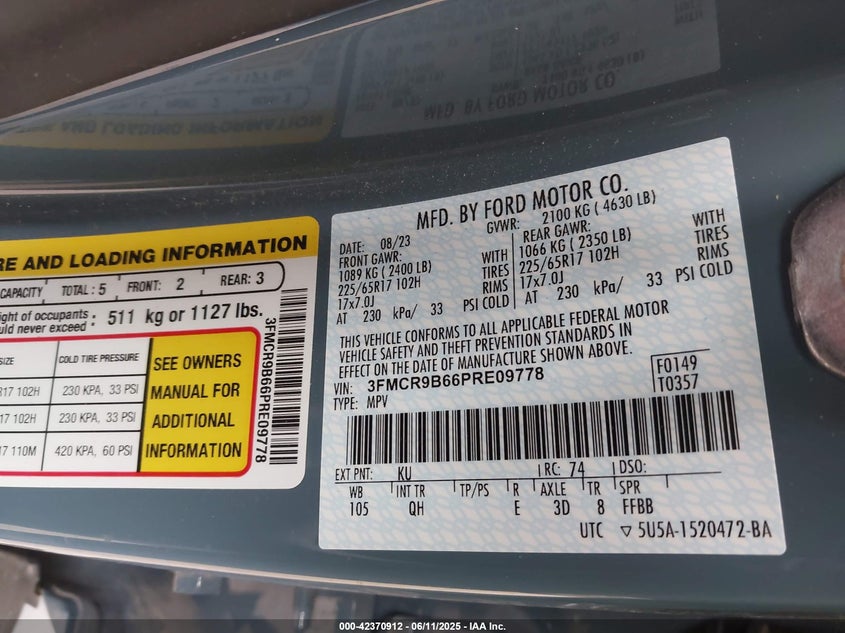 MFD. BY FORD MOTOR CO.
DATE: 08/23
GVWR: 2100 KG ( 4630 LB)
FRONT GAWR: WITH
1089 KG ( 2400 LB) TIRES
225/65R17 102H RIMS
17x7.0J
AT 230 kPa/ 33 PSI COLD
REAR GAWR: WITH
1066 KG ( 2350 LB) TIRES
225/65R17 102H RIMS
17x7.0J
AT 230 kPa/ 33 PSI COLD
THIS VEHICLE CONFORMS TO ALL APPLICABLE FEDERAL MOTOR
VEHICLE SAFETY AND THEFT PREVENTION STANDARDS IN
EFFECT ON THE DATE OF MANUFACTURE SHOWN ABOVE.
VIN: 3FMCR9B66PRE09778
TYPE: MPV
F0149
T0357
EXT PNT: KU RC: 74 DSO:
WB INT TR TP/PS R AXLE TR SPR
105 QH E 3D 8 FFBB
UTC ▽ 5U5A-1520472-BA
RE AND LOADING INFORMATION
CAPACITY TOTAL : 5 FRONT: 2 REAR: 3
ght of occupants
ould never exceed : 511 kg or 1127 lbs.
SIZE COLD TIRE PRESSURE
R17 102H 230 KPA, 33 PSI
17 102H 230 KPA, 33 PSI
17 110M 420 KPA, 60 PSI
SEE OWNERS
MANUAL FOR
ADDITIONAL
INFORMATION
3FMCR9B66PRE09778
000-42370912 - 06/11/2025 - IAA Inc.